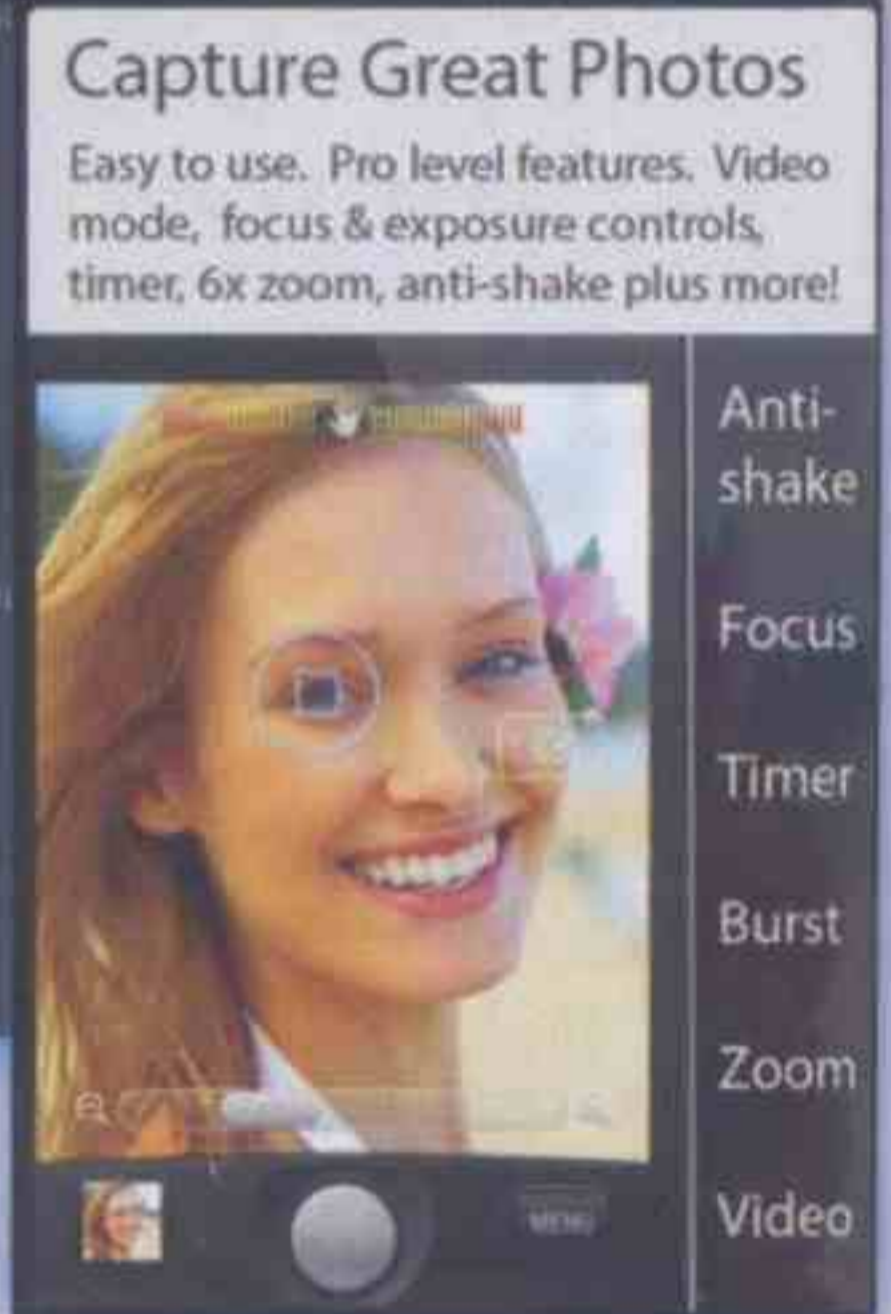 Capture Great Photos
Easy to use. Pro level features. Video
mode, focus & exposure controls,
timer, 6x zoom, anti-shake plus more!
Anti-
shake
Focus
Timer
Burst
Zoom
Video
MENU